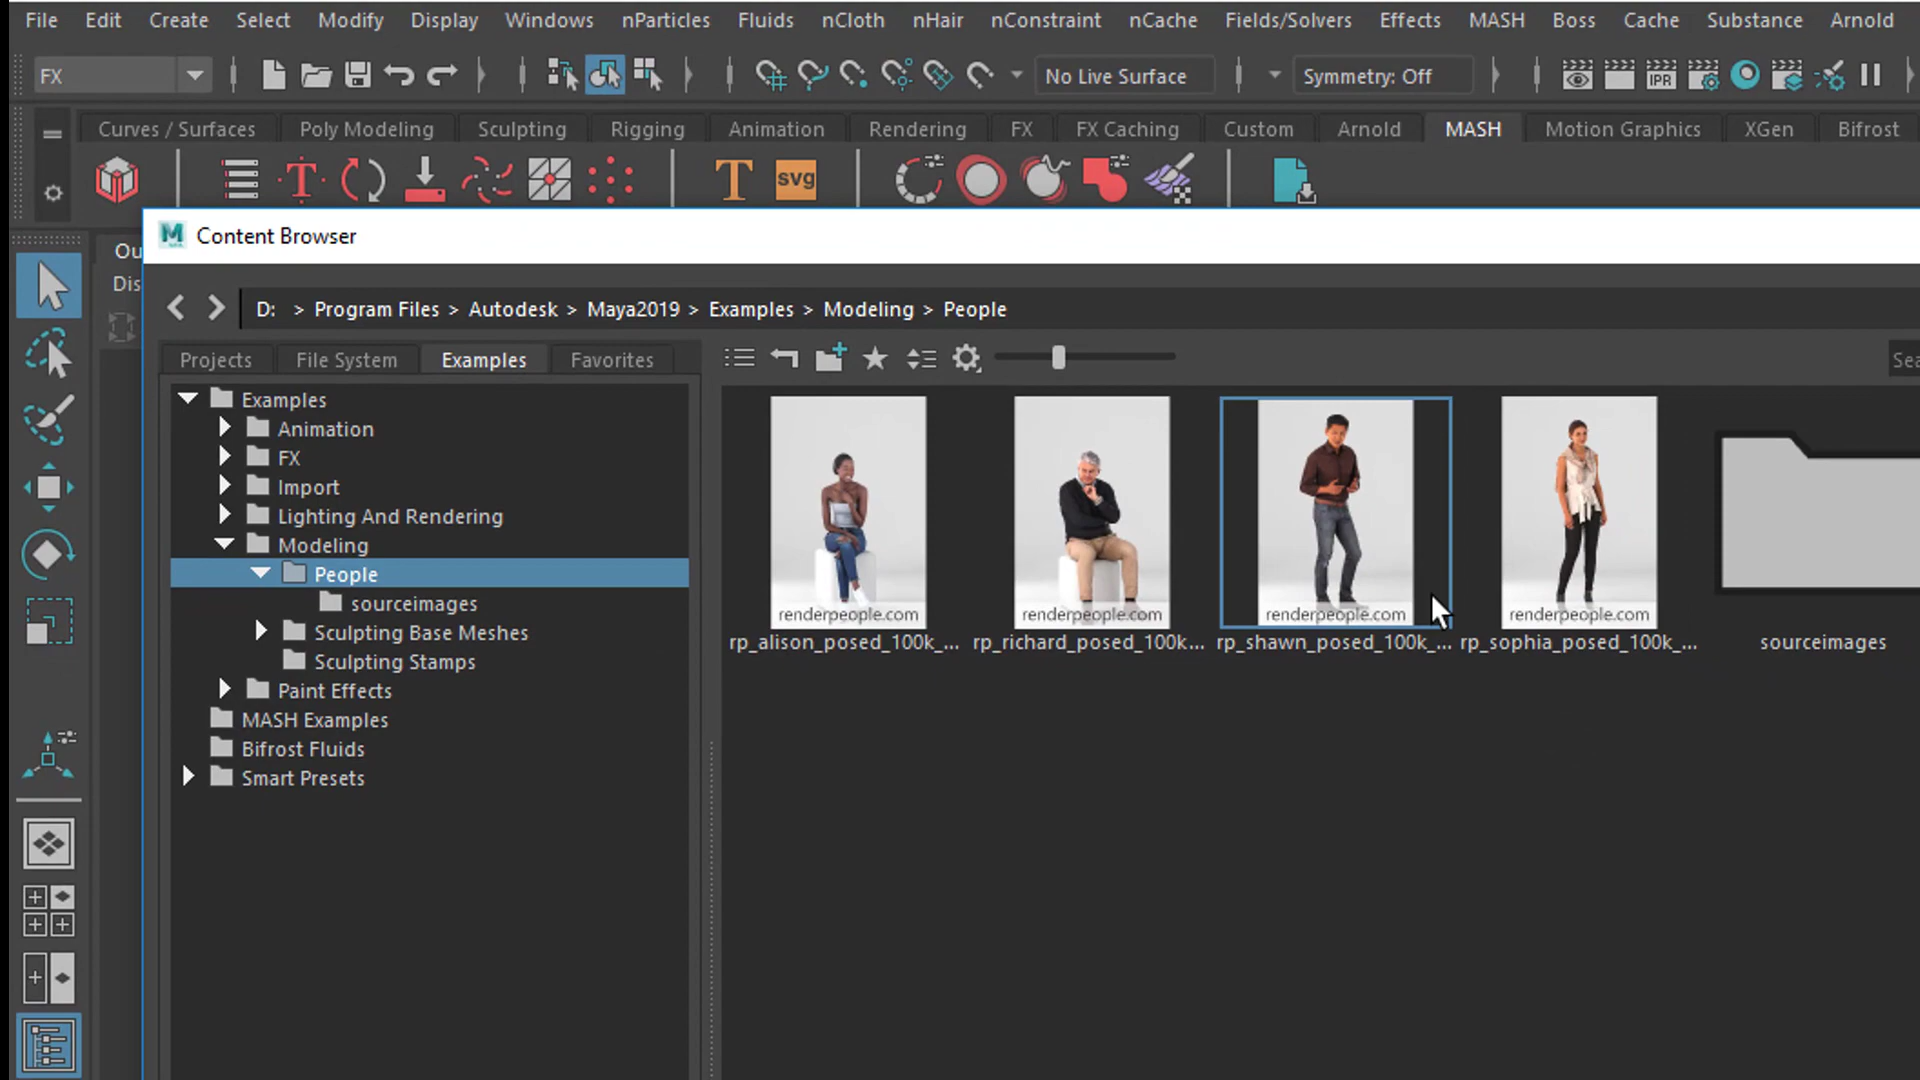 File Edit Create Select Modify Display Windows nParticles Fluids nCloth nHair nConstraint nCache Fields/Solvers Effects MASH Boss Cache Substance Arnold
FX No Live Surface Symmetry: Off IPR
Curves / Surfaces Poly Modeling Sculpting Rigging Animation Rendering FX FX Caching Custom Arnold MASH Motion Graphics XGen Bifrost
T T svg
Ou
Dis
M Content Browser
D: > Program Files > Autodesk > Maya2019 > Examples > Modeling > People
Projects File System Examples Favorites
Sea
Examples
Animation
FX
Import
Lighting And Rendering
Modeling
People
sourceimages
Sculpting Base Meshes
Sculpting Stamps
Paint Effects
MASH Examples
Bifrost Fluids
Smart Presets
renderpeople.com renderpeople.com renderpeople.com renderpeople.com
rp_alison_posed_100k_... rp_richard_posed_100k... rp_shawn_posed_100k_... rp_sophia_posed_100k_... sourceimages